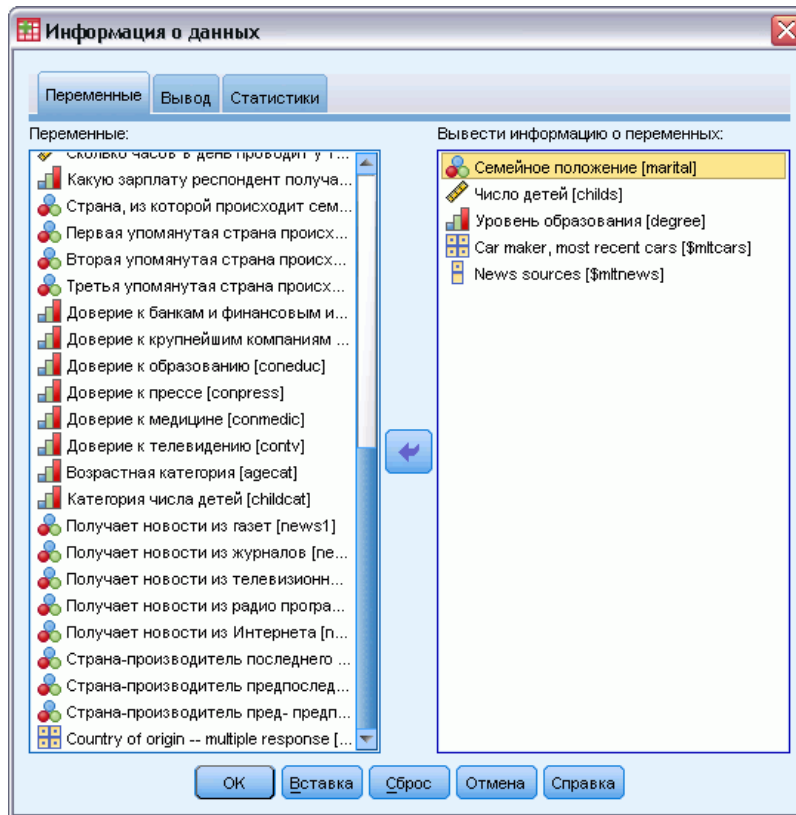 Информация о данных
Переменные Вывод Статистики
Переменные:
Сколько часов в день проводит у т...
Какую зарплату респондент получа...
Страна, из которой происходит сем...
Первая упомянутая страна происх...
Вторая упомянутая страна происх...
Третья упомянутая страна происх...
Доверие к банкам и финансовым и...
Доверие к крупнейшим компаниям ...
Доверие к образованию [coneduc]
Доверие к прессе [conpress]
Доверие к медицине [conmedic]
Доверие к телевидению [contv]
Возрастная категория [agecat]
Категория числа детей [childcat]
Получает новости из газет [news1]
Получает новости из журналов [ne...
Получает новости из телевизионн...
Получает новости из радио програ...
Получает новости из Интернета [n...
Страна-производитель последнего ...
Страна-производитель предпослед...
Страна-производитель пред- предп...
Country of origin -- multiple response [...
Вывести информацию о переменных:
Семейное положение [marital]
Число детей [childs]
Уровень образования [degree]
Car maker, most recent cars [$mltcars]
News sources [$mltnews]
OK Вставка Сброс Отмена Справка